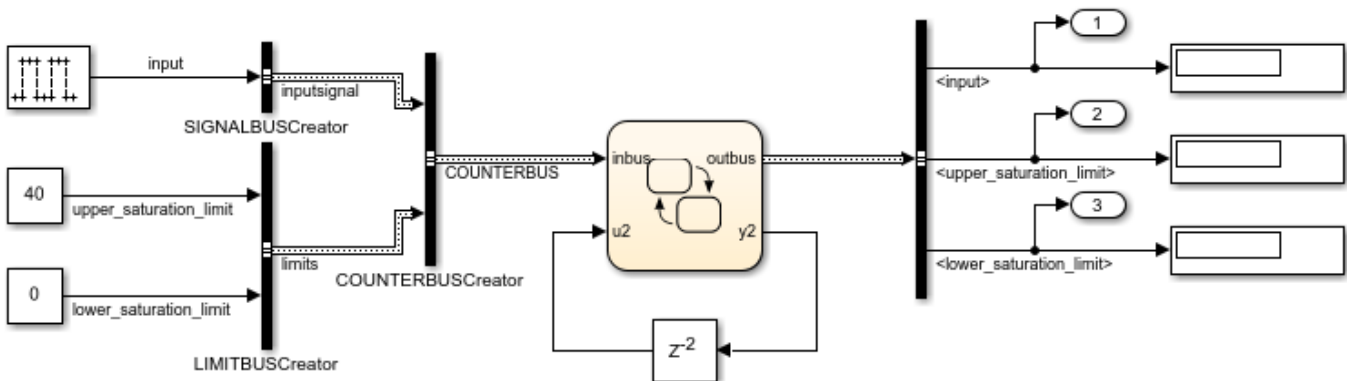 input
inputsignal
SIGNALBUSCreator
40
upper_saturation_limit
limits
0
lower_saturation_limit
LIMITBUSCreator
COUNTERBUS
COUNTERBUSCreator
inbus
outbus
u2
y2
Z-2
1
<input>
2
<upper_saturation_limit>
3
<lower_saturation_limit>